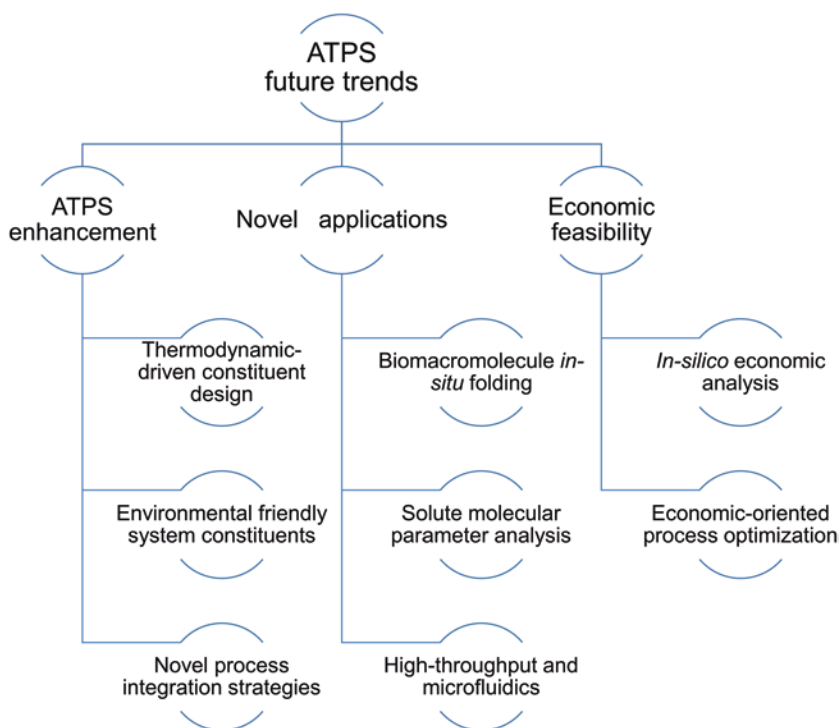 ATPS
future trends
ATPS
enhancement
Novel applications
Economic
feasibility
Thermodynamic-
driven constituent
design
Biomacromolecule in-
situ folding
In-silico economic
analysis
Environmental friendly
system constituents
Solute molecular
parameter analysis
Economic-oriented
process optimization
Novel process
integration strategies
High-throughput and
microfluidics